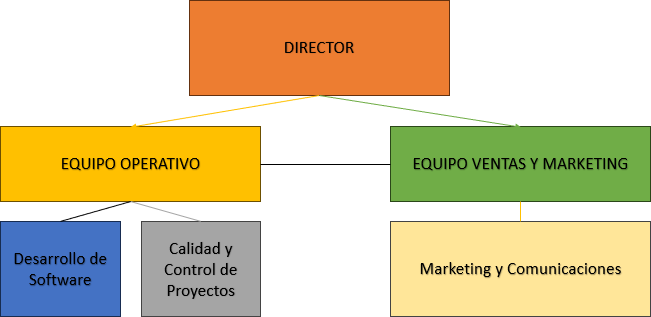 DIRECTOR
EQUIPO OPERATIVO
EQUIPO VENTAS Y MARKETING
Desarrollo de
Software
Calidad y
Control de
Proyectos
Marketing y Comunicaciones